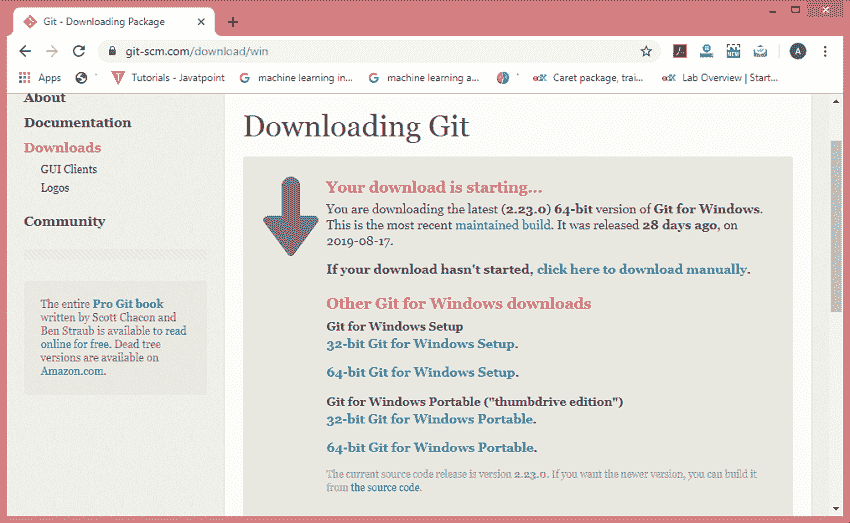 Git - Downloading Package
git-scm.com/download/win
A
Apps
Tutorials - Javatpoint
machine learning in...
machine learning a...
Caret package, trai...
Lab Overview | Start...
About
Documentation
Downloads
GUI Clients
Logos
Community
The entire Pro Git book
written by Scott Chacon and
Ben Straub is available to read
online for free. Dead tree
versions are available on
Amazon.com.
Downloading Git
Your download is starting...
You are downloading the latest (2.23.0) 64-bit version of Git for Windows.
This is the most recent maintained build. It was released 28 days ago, on
2019-08-17.
If your download hasn't started, click here to download manually.
Other Git for Windows downloads
Git for Windows Setup
32-bit Git for Windows Setup.
64-bit Git for Windows Setup.
Git for Windows Portable ("thumbdrive edition")
32-bit Git for Windows Portable.
64-bit Git for Windows Portable.
The current source code release is version 2.23.0. If you want the newer version, you can build it
from the source code.